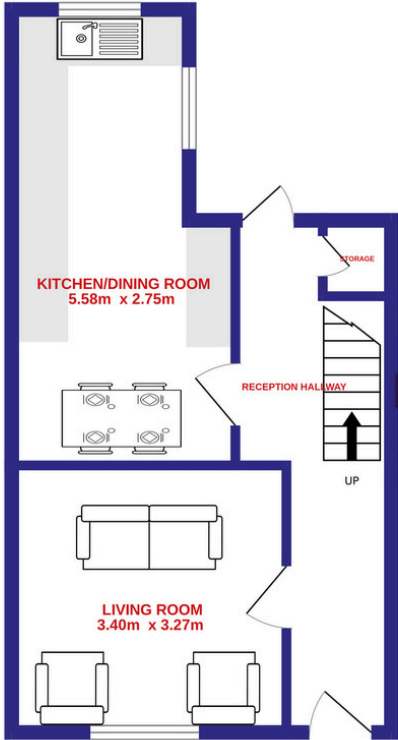 STORAGE
KITCHEN/DINING ROOM
5.58m x 2.75m
RECEPTION HALLWAY
UP
LIVING ROOM
3.40m x 3.27m